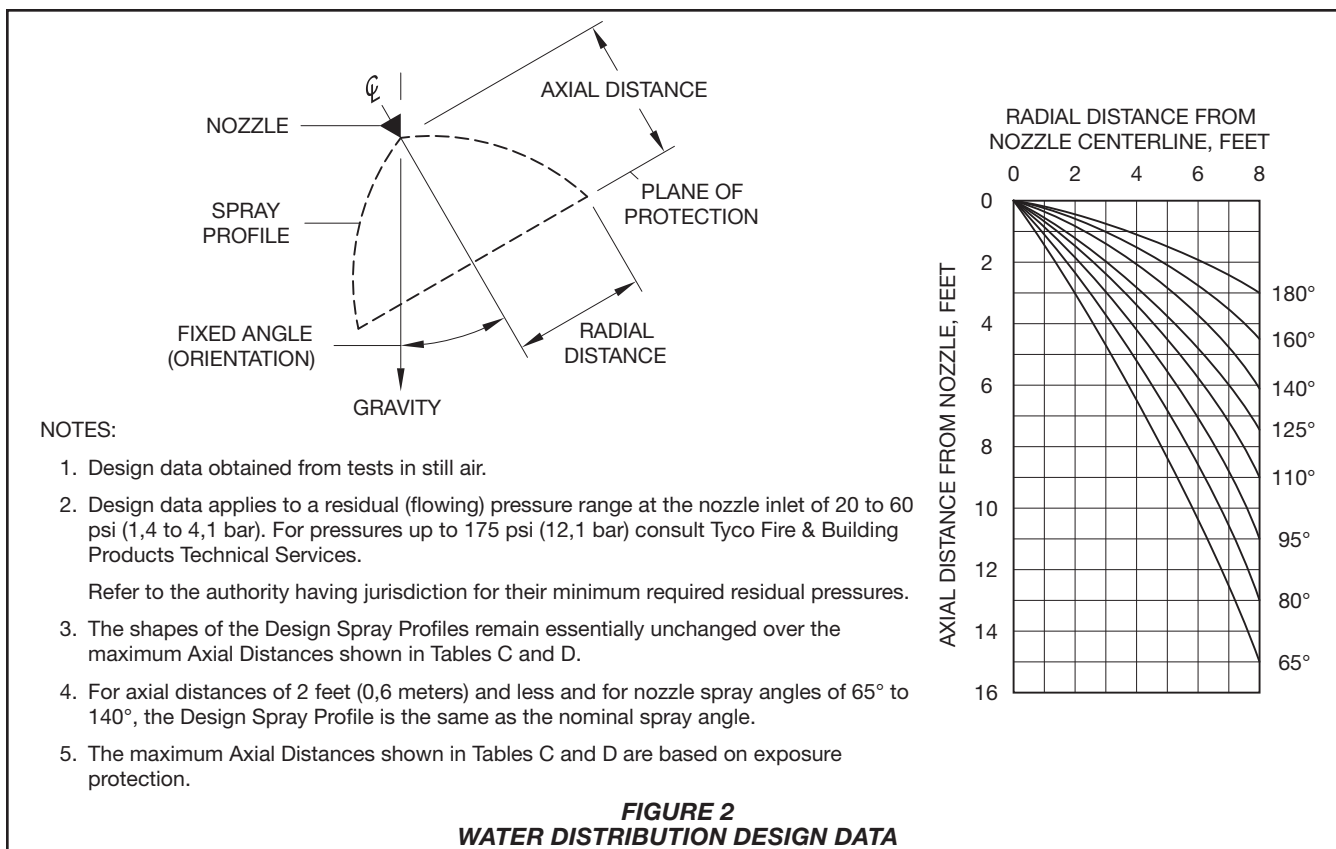 ℄
NOZZLE
AXIAL DISTANCE
SPRAY
PROFILE
PLANE OF
PROTECTION
FIXED ANGLE
(ORIENTATION)
RADIAL
DISTANCE
GRAVITY
RADIAL DISTANCE FROM
NOZZLE CENTERLINE, FEET
0 2 4 6 8
AXIAL DISTANCE FROM NOZZLE, FEET
0
2
4
6
8
10
12
14
16
180°
160°
140°
125°
110°
95°
80°
65°
NOTES:
1. Design data obtained from tests in still air.
2. Design data applies to a residual (flowing) pressure range at the nozzle inlet of 20 to 60
psi (1,4 to 4,1 bar). For pressures up to 175 psi (12,1 bar) consult Tyco Fire & Building
Products Technical Services.
Refer to the authority having jurisdiction for their minimum required residual pressures.
3. The shapes of the Design Spray Profiles remain essentially unchanged over the
maximum Axial Distances shown in Tables C and D.
4. For axial distances of 2 feet (0,6 meters) and less and for nozzle spray angles of 65° to
140°, the Design Spray Profile is the same as the nominal spray angle.
5. The maximum Axial Distances shown in Tables C and D are based on exposure
protection.
FIGURE 2
WATER DISTRIBUTION DESIGN DATA